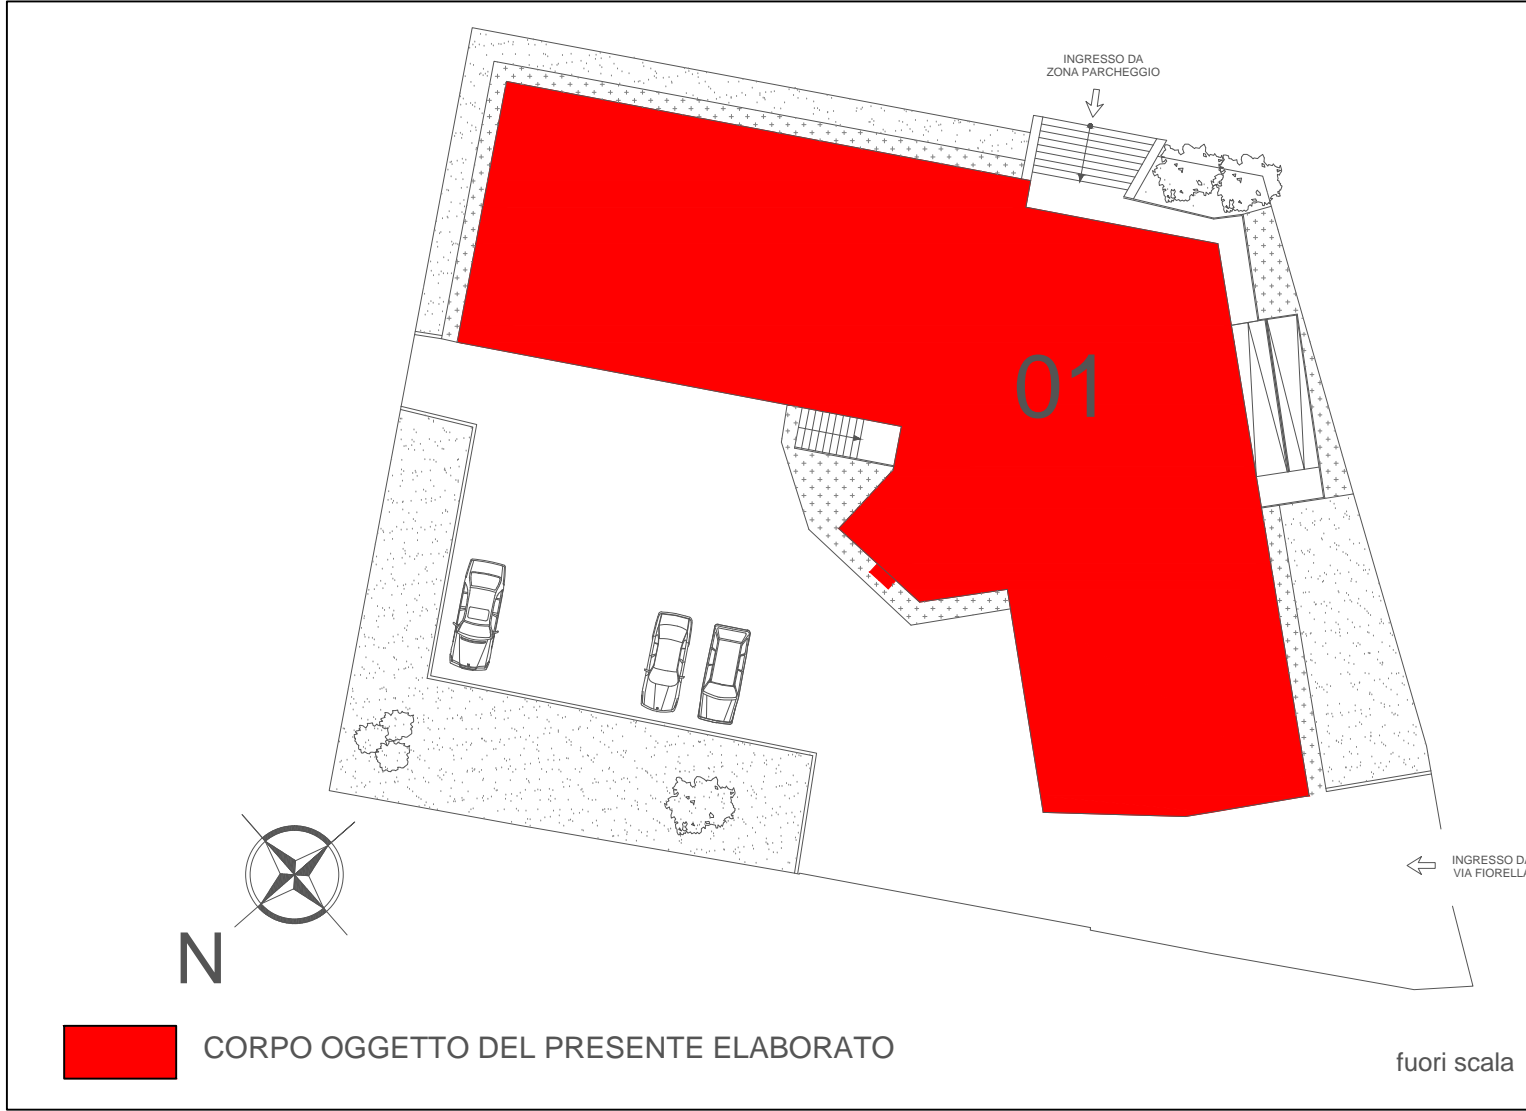 INGRESSO DA
ZONA PARCHEGGIO
01
INGRESSO DA
VIA FIORELLA
N
CORPO OGGETTO DEL PRESENTE ELABORATO
fuori scala